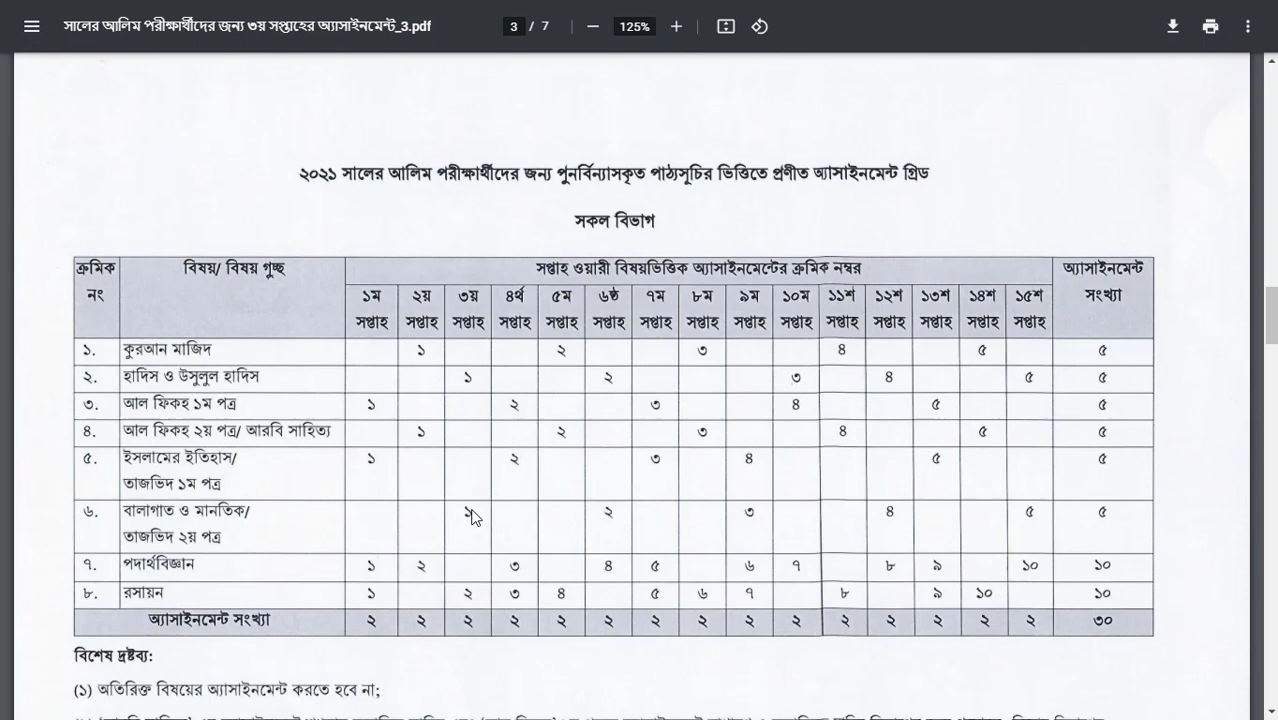 সালের আলিম পরীক্ষার্থীদের জন্য ৩য় সপ্তাহের অ্যাসাইনমেন্ট_3.pdf 3 / 7 125%
২০২১ সালের আলিম পরীক্ষার্থীদের জন্য পুনর্বিন্যাসকৃত পাঠ্যসূচির ভিত্তিতে প্রণীত অ্যাসাইনমেন্ট গ্রিড
সকল বিভাগ
ক্রমিক নং বিষয়/ বিষয় গুচ্ছ সপ্তাহ ওয়ারী বিষয়ভিত্তিক অ্যাসাইনমেন্টের ক্রমিক নম্বর অ্যাসাইনমেন্ট সংখ্যা
১ম সপ্তাহ ২য় সপ্তাহ ৩য় সপ্তাহ ৪র্থ সপ্তাহ ৫ম সপ্তাহ ৬ষ্ঠ সপ্তাহ ৭ম সপ্তাহ ৮ম সপ্তাহ ৯ম সপ্তাহ ১০ম সপ্তাহ ১১শ সপ্তাহ ১২শ সপ্তাহ ১৩শ সপ্তাহ ১৪শ সপ্তাহ ১৫শ সপ্তাহ
১. কুরআন মাজিদ ১ ২ ৩ ৪ ৫ ৫
২. হাদিস ও উসুলুল হাদিস ১ ২ ৩ ৪ ৫ ৫
৩. আল ফিকহ ১ম পত্র ১ ২ ৩ ৪ ৫ ৫
৪. আল ফিকহ ২য় পত্র/ আরবি সাহিত্য ১ ২ ৩ ৪ ৫ ৫
৫. ইসলামের ইতিহাস/ ১ ২ ৩ ৪ ৫ ৫
তাজভিদ ১ম পত্র
৬. বালাগাত ও মানতিক/ ১ ২ ৩ ৪ ৫ ৫
তাজভিদ ২য় পত্র
৭. পদার্থবিজ্ঞান ১ ২ ৩ ৪ ৫ ৬ ৭ ৮ ৯ ১০ ১০
৮. রসায়ন ১ ২ ৩ ৪ ৫ ৬ ৭ ৮ ৯ ১০ ১০
অ্যাসাইনমেন্ট সংখ্যা ২ ২ ২ ২ ২ ২ ২ ২ ২ ২ ২ ২ ২ ২ ২ ৩০
বিশেষ দ্রষ্টব্য:
(১) অতিরিক্ত বিষয়ের অ্যাসাইনমেন্ট করতে হবে না;